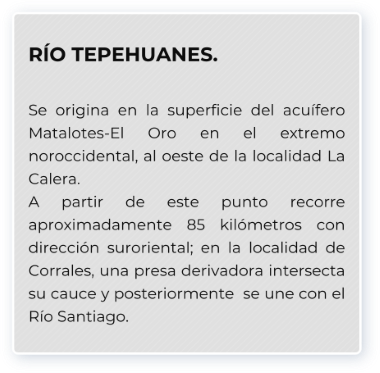 RÍO TEPEHUANES.
Se origina en la superficie del acuífero
Matalotes-El Oro en el extremo
noroccidental, al oeste de la localidad La
Calera.
A partir de este punto recorre
aproximadamente 85 kilómetros con
dirección suroriental; en la localidad de
Corrales, una presa derivadora intersecta
su cauce y posteriormente se une con el
Río Santiago.